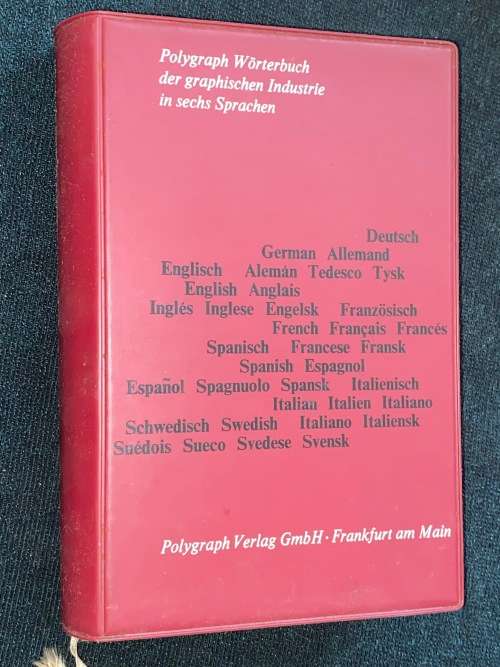 Polygraph Wörterbuch
der graphischen Industrie
in sechs Sprachen
Deutsch
German Allemand
Englisch Alemán Tedesco Tysk
English Anglais
Inglés Inglese Engelsk Französisch
French Français Francés
Spanisch Francese Fransk
Spanish Espagnol
Español Spagnuolo Spansk Italienisch
Italian Italien Italiano
Schwedisch Swedish Italiano Italiensk
Suédois Sueco Svedese Svensk
Polygraph Verlag GmbH · Frankfurt am Main